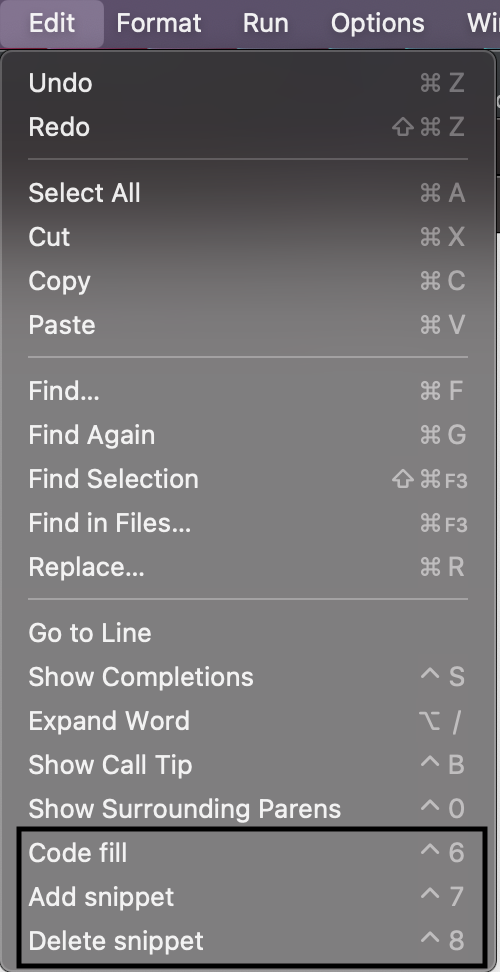 Edit Format Run Options Wi
Undo ⌘ Z
Redo ⇧ ⌘ Z
Select All ⌘ A
Cut ⌘ X
Copy ⌘ C
Paste ⌘ V
Find... ⌘ F
Find Again ⌘ G
Find Selection ⇧ ⌘ F3
Find in Files... ⌘ F3
Replace... ⌘ R
Go to Line
Show Completions ^ S
Expand Word ⌥ /
Show Call Tip ^ B
Show Surrounding Parens ^ 0
Code fill ^ 6
Add snippet ^ 7
Delete snippet ^ 8